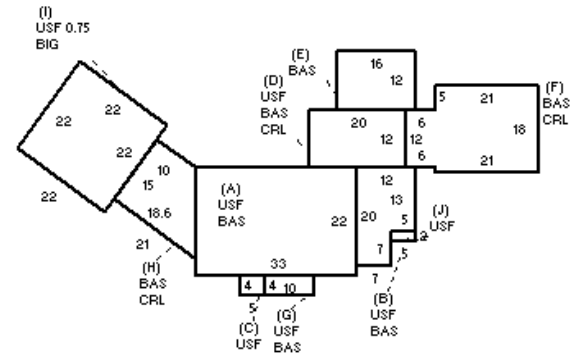 (I)
USF 0.75
BIG
(E)
BAS
(D)
USF
BAS
CRL
(F)
BAS
CRL
16
12
5
21
18
21
22
22
22
22
20
12
6
12
6
10
15
18.6
21
(H)
BAS
CRL
(A)
USF
BAS
22
33
12
13
20
5
7
5
7
(J)
USF
4
4
10
5
(C)
USF
(G)
USF
BAS
(B)
USF
BAS